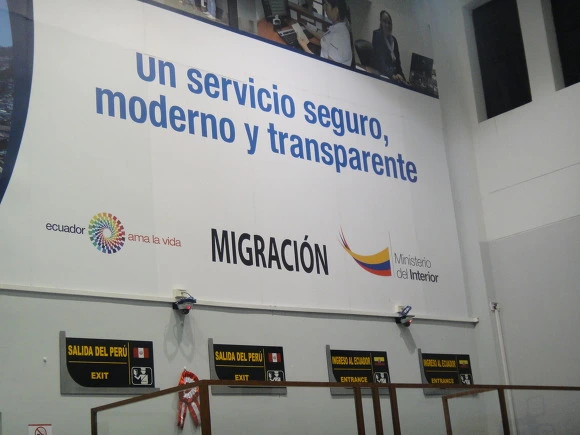 Un servicio seguro,
moderno y transparente
ecuador ama la vida
MIGRACIÓN
Ministerio
del Interior
SALIDA DEL PERÚ
EXIT
SALIDA DEL PERÚ
EXIT
INGRESO AL ECUADOR
ENTRANCE
INGRESO AL ECUADOR
ENTRANCE